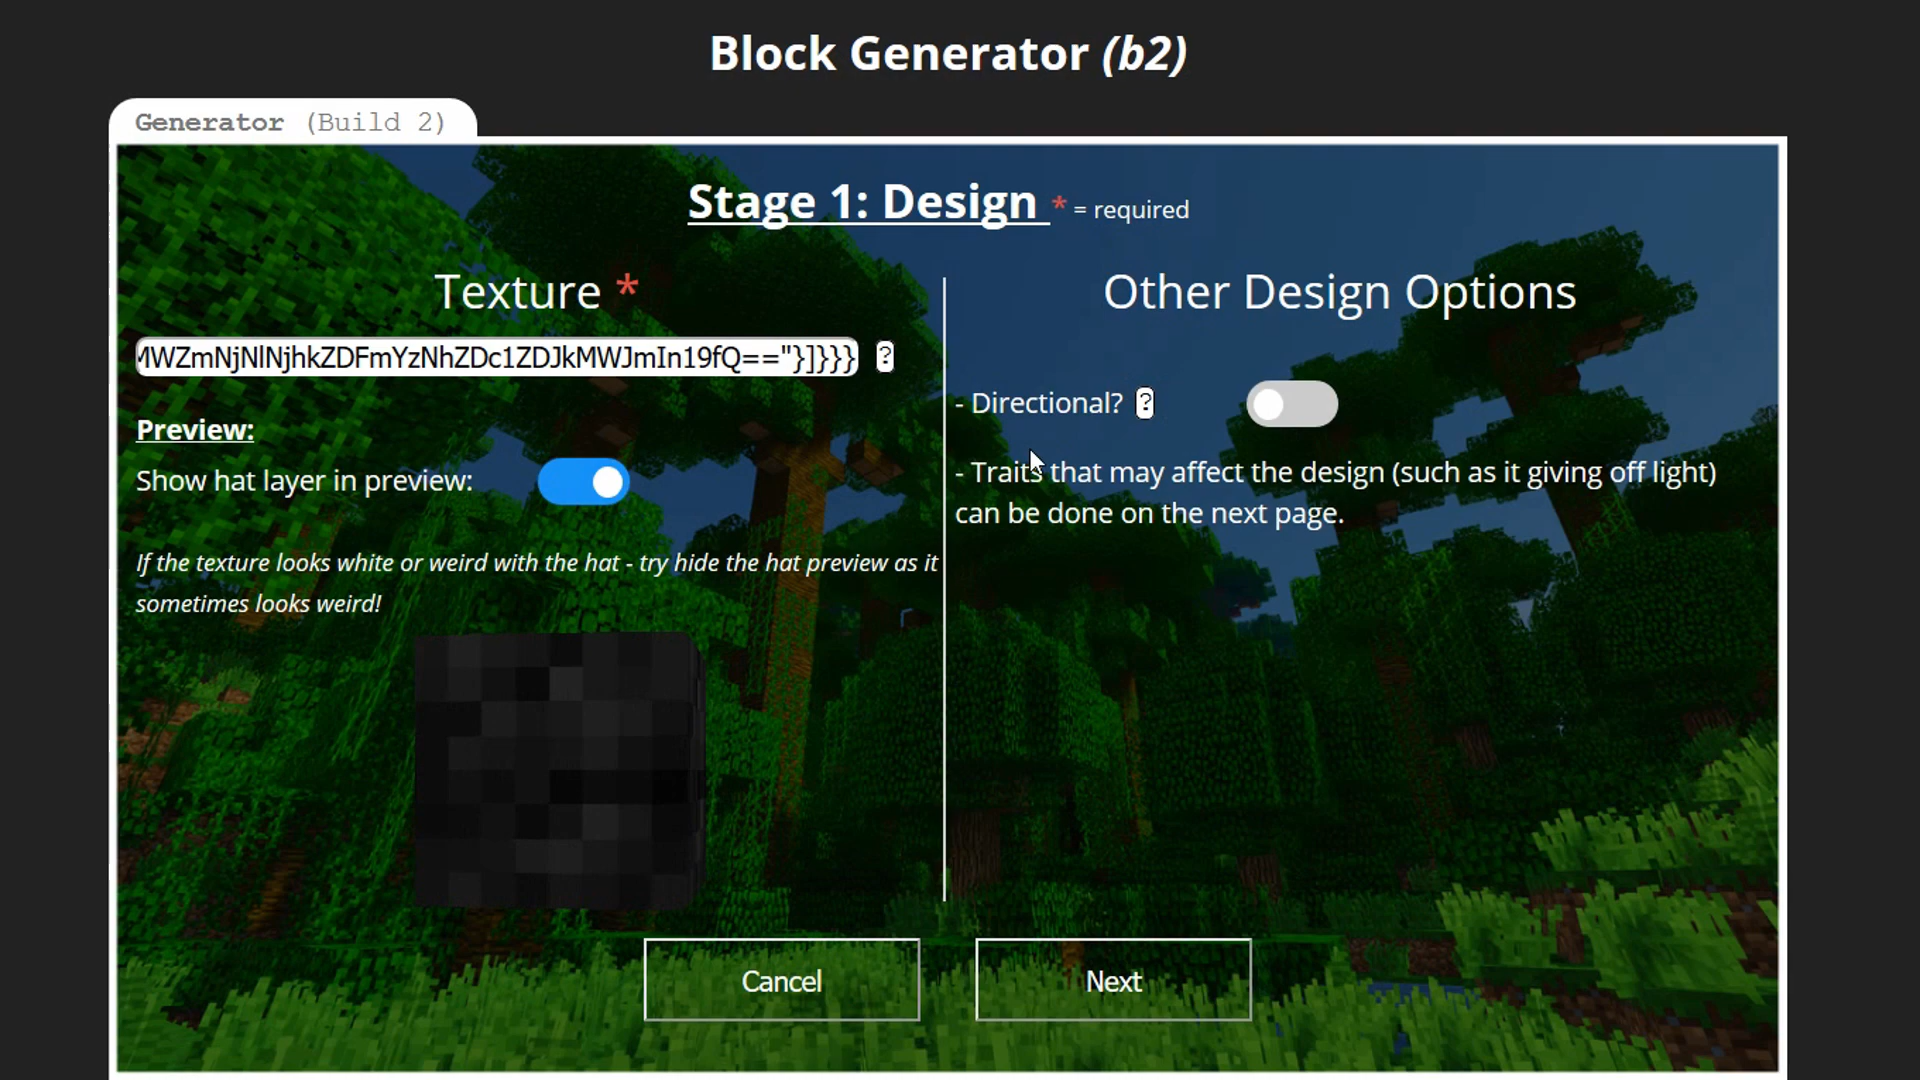 Block Generator (b2)
Generator (Build 2)
Stage 1: Design * = required
Texture *
MWZmNjNlNjhkZDFmYzNhZDc1ZDJkMWJmIn19fQ=="}]}}}
?
Preview:
Show hat layer in preview:
If the texture looks white or weird with the hat - try hide the hat preview as it
sometimes looks weird!
Other Design Options
- Directional? ?
- Traits that may affect the design (such as it giving off light)
can be done on the next page.
Cancel
Next